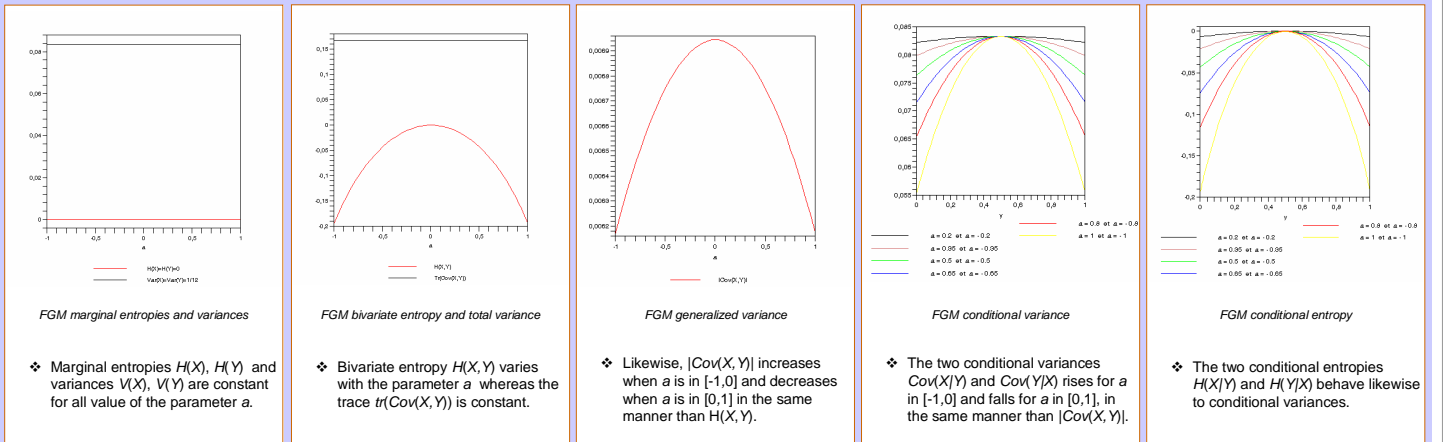 0,08
0,06
0,04
0,02
0
-1
-0,5
0
0,5
1
a
H(X)=H(Y)=0
Var(X)=Var(Y)=1/12
FGM marginal entropies and variances
❖ Marginal entropies H(X), H(Y) and
variances V(X), V(Y) are constant
for all value of the parameter a.
0,15
0,1
0,05
0
-0,05
-0,1
-0,15
-0,2
-1
-0,5
0
0,5
1
a
H(X,Y)
Tr(Cov(X,Y))
FGM bivariate entropy and total variance
❖ Bivariate entropy H(X,Y) varies
with the parameter a whereas the
trace tr(Cov(X,Y)) is constant.
0,0069
0,0068
0,0067
0,0066
0,0065
0,0064
0,0063
0,0062
-1
-0,5
0
0,5
1
a
|Cov(X,Y)|
FGM generalized variance
❖ Likewise, |Cov(X,Y)| increases
when a is in [-1,0] and decreases
when a is in [0,1] in the same
manner than H(X,Y).
0,085
0,08
0,075
0,07
0,065
0,06
0,055
0
0,2
0,4
0,6
0,8
1
y
a = 0.8 et a = - 0.8
a = 0.2 et a = - 0.2
a = 1 et a = - 1
a = 0.35 et a = - 0.35
a = 0.5 et a = - 0.5
a = 0.65 et a = - 0.65
FGM conditional variance
❖ The two conditional variances
Cov(X|Y) and Cov(Y|X) rises for a
in [-1,0] and falls for a in [0,1], in
the same manner than |Cov(X,Y)|.
0
-0,05
-0,1
-0,15
-0,2
0
0,2
0,4
0,6
0,8
1
y
a = 0.8 et a = - 0.8
a = 0.2 et a = - 0.2
a = 1 et a = - 1
a = 0.35 et a = - 0.35
a = 0.5 et a = - 0.5
a = 0.65 et a = - 0.65
FGM conditional entropy
❖ The two conditional entropies
H(X|Y) and H(Y|X) behave likewise
to conditional variances.